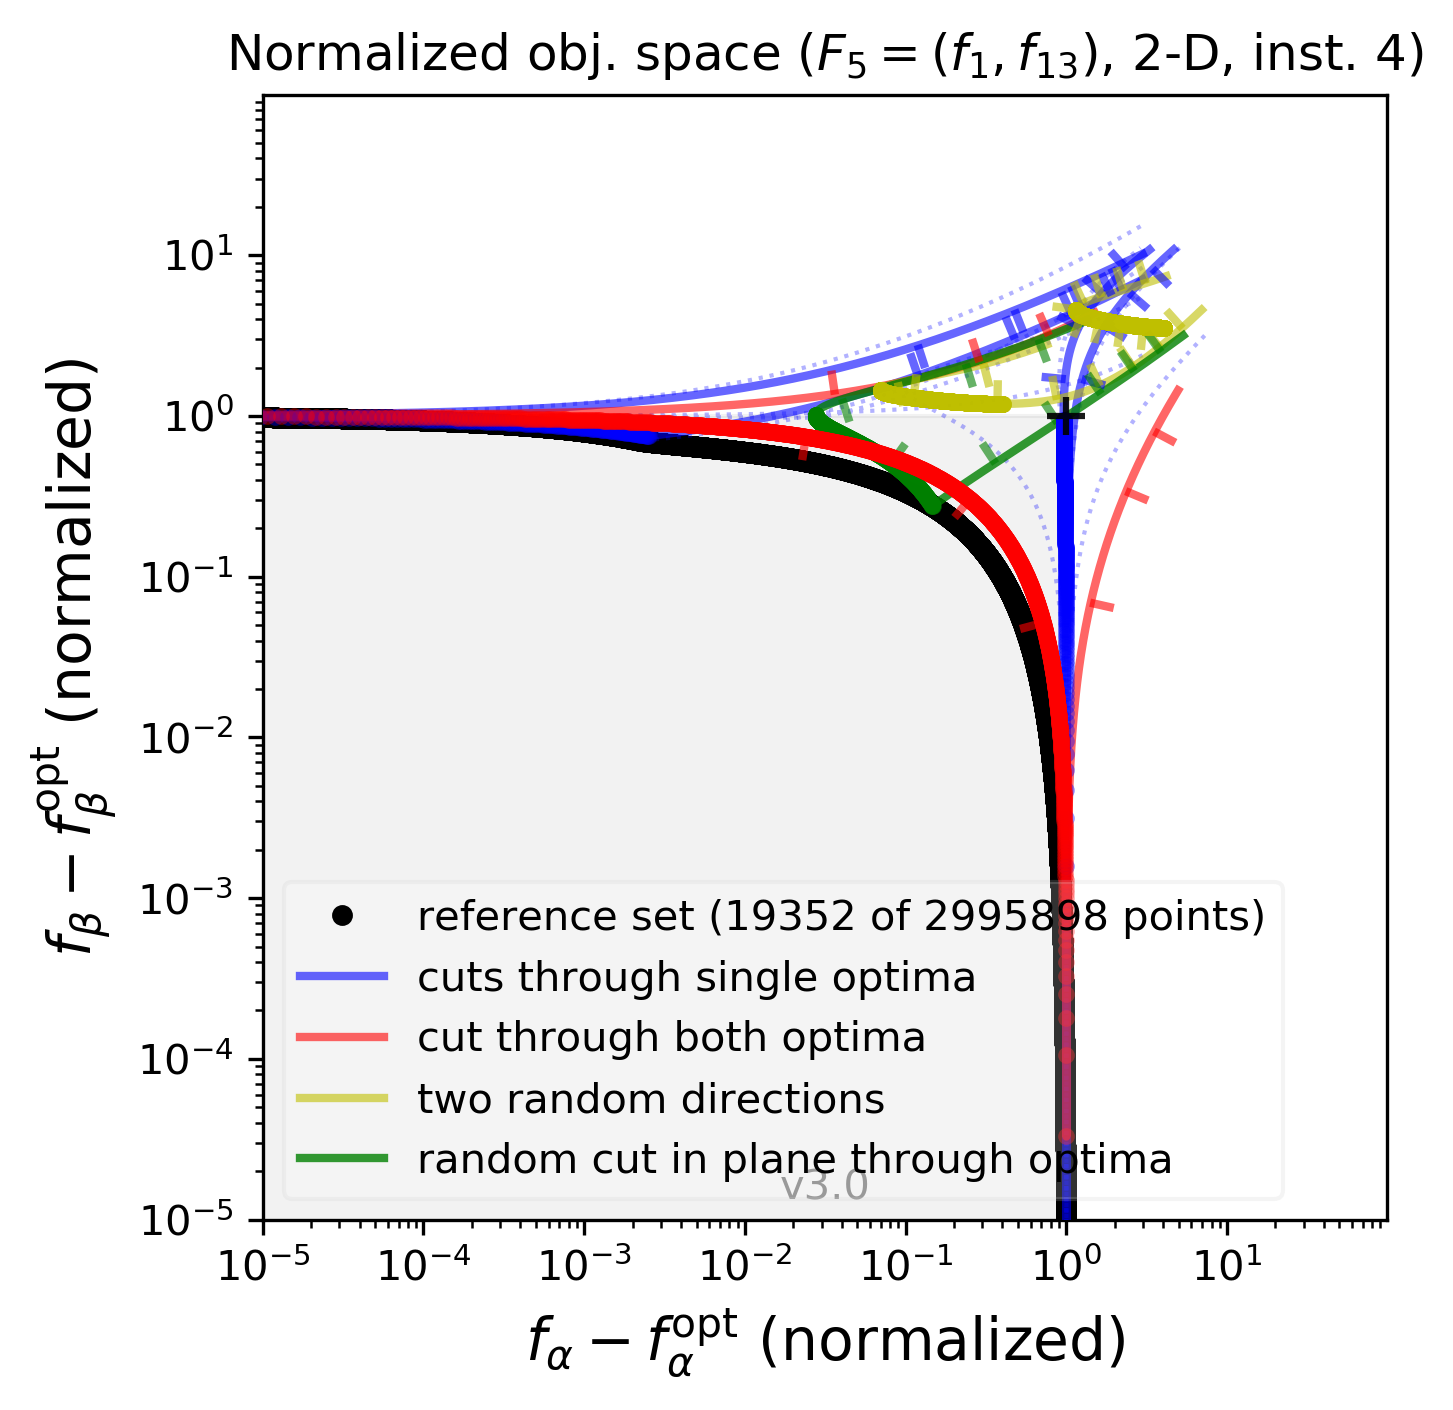 Normalized obj. space (F₅ = (f₁, f₁₃), 2-D, inst. 4)
10¹
10⁰
10⁻¹
10⁻²
10⁻³
10⁻⁴
10⁻⁵
f_β − f_β^opt (normalized)
reference set (19352 of 2995898 points)
cuts through single optima
cut through both optima
two random directions
random cut in plane through optima
v3.0
10⁻⁵ 10⁻⁴ 10⁻³ 10⁻² 10⁻¹ 10⁰ 10¹
f_α − f_α^opt (normalized)